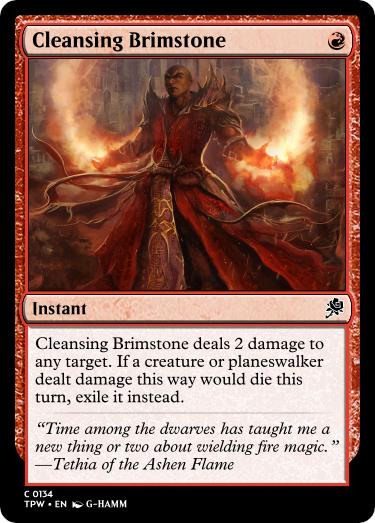 Cleansing Brimstone
Instant
Cleansing Brimstone deals 2 damage to
any target. If a creature or planeswalker
dealt damage this way would die this
turn, exile it instead.
“Time among the dwarves has taught me a
new thing or two about wielding fire magic.”
—Tethia of the Ashen Flame
C 0134
TPW • EN G-HAMM